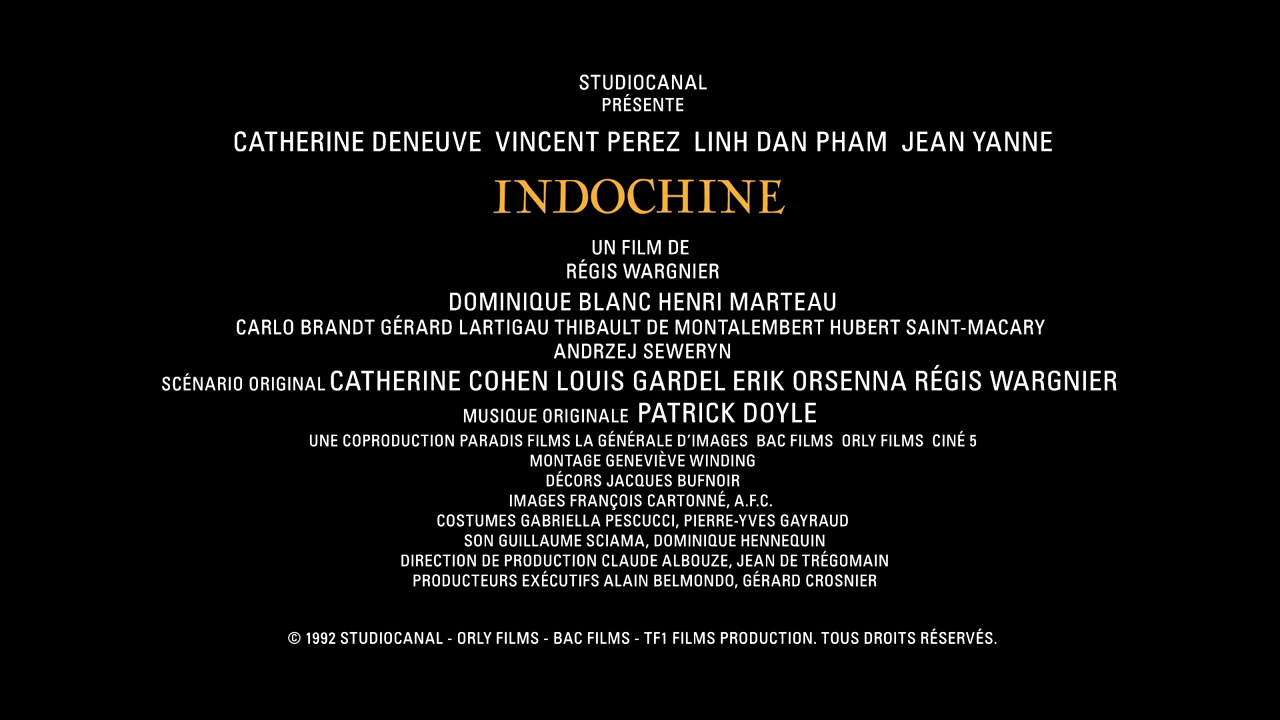 STUDIOCANAL
PRÉSENTE
CATHERINE DENEUVE VINCENT PEREZ LINH DAN PHAM JEAN YANNE
INDOCHINE
UN FILM DE
RÉGIS WARGNIER
DOMINIQUE BLANC HENRI MARTEAU
CARLO BRANDT GÉRARD LARTIGAU THIBAULT DE MONTALEMBERT HUBERT SAINT-MACARY
ANDRZEJ SEWERYN
SCÉNARIO ORIGINAL CATHERINE COHEN LOUIS GARDEL ERIK ORSENNA RÉGIS WARGNIER
MUSIQUE ORIGINALE PATRICK DOYLE
UNE COPRODUCTION PARADIS FILMS LA GÉNÉRALE D'IMAGES BAC FILMS ORLY FILMS CINÉ 5
MONTAGE GENEVIÈVE WINDING
DÉCORS JACQUES BUFNOIR
IMAGES FRANÇOIS CARTONNÉ, A.F.C.
COSTUMES GABRIELLA PESCUCCI, PIERRE-YVES GAYRAUD
SON GUILLAUME SCIAMA, DOMINIQUE HENNEQUIN
DIRECTION DE PRODUCTION CLAUDE ALBOUZE, JEAN DE TRÉGOMAIN
PRODUCTEURS EXÉCUTIFS ALAIN BELMONDO, GÉRARD CROSNIER
© 1992 STUDIOCANAL - ORLY FILMS - BAC FILMS - TF1 FILMS PRODUCTION. TOUS DROITS RÉSERVÉS.